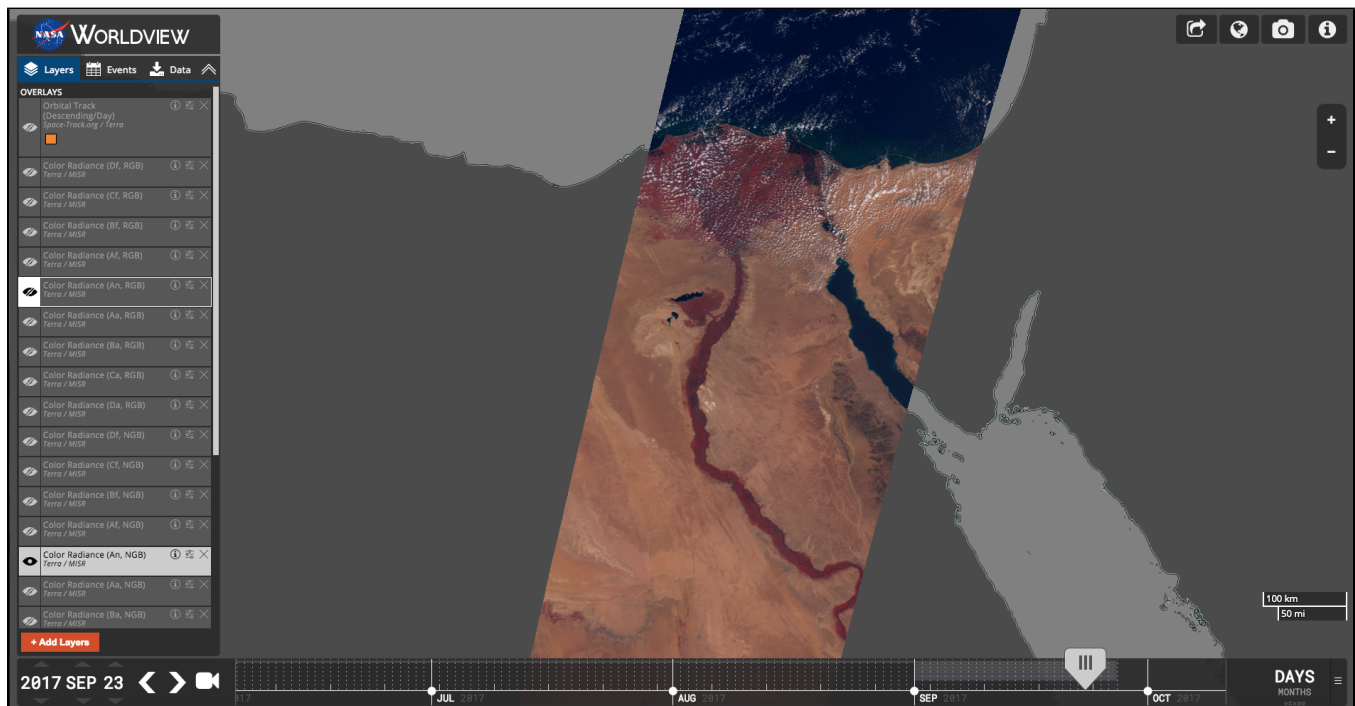 NASA WORLDVIEW
Layers Events Data
OVERLAYS
Orbital Track
(Descending/Day)
Space-Track.org / Terra
Color Radiance (Df, RGB)
Terra / MISR
Color Radiance (Cf, RGB)
Terra / MISR
Color Radiance (Bf, RGB)
Terra / MISR
Color Radiance (Af, RGB)
Terra / MISR
Color Radiance (An, RGB)
Terra / MISR
Color Radiance (Aa, RGB)
Terra / MISR
Color Radiance (Ba, RGB)
Terra / MISR
Color Radiance (Ca, RGB)
Terra / MISR
Color Radiance (Da, RGB)
Terra / MISR
Color Radiance (Df, NGB)
Terra / MISR
Color Radiance (Cf, NGB)
Terra / MISR
Color Radiance (Bf, NGB)
Terra / MISR
Color Radiance (Af, NGB)
Terra / MISR
Color Radiance (An, NGB)
Terra / MISR
Color Radiance (Aa, NGB)
Terra / MISR
Color Radiance (Ba, NGB)
Terra / MISR
+ Add Layers
100 km
50 mi
2017 SEP 23
017 JUL 2017 AUG 2017 SEP 2017 OCT 2017
DAYS
MONTHS
YEARS